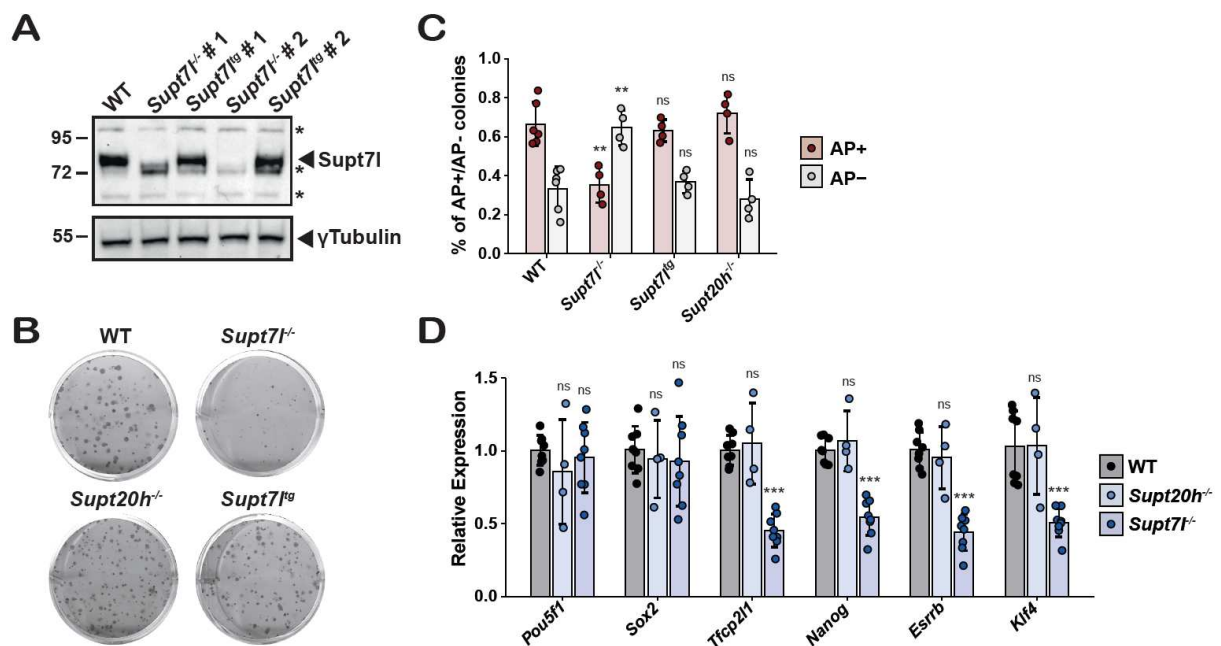 A
WT
Supt7l-/- # 1
Supt7ltg # 1
Supt7l-/- # 2
Supt7ltg # 2
95
72
*
*
*
Supt7l
55
γTubulin
B
WT
Supt7l-/-
Supt20h-/-
Supt7ltg
C
% of AP+/AP- colonies
1.0
0.8
0.6
0.4
0.2
0.0
**
**
ns
ns
ns
ns
WT
Supt7l-/-
Supt7ltg
Supt20h-/-
AP+
AP−
D
Relative Expression
1.5
1.0
0.5
0.0
ns
ns
ns
ns
ns
***
ns
***
ns
***
ns
***
Pou5f1
Sox2
Tfcp2l1
Nanog
Esrrb
Klf4
WT
Supt20h-/-
Supt7l-/-